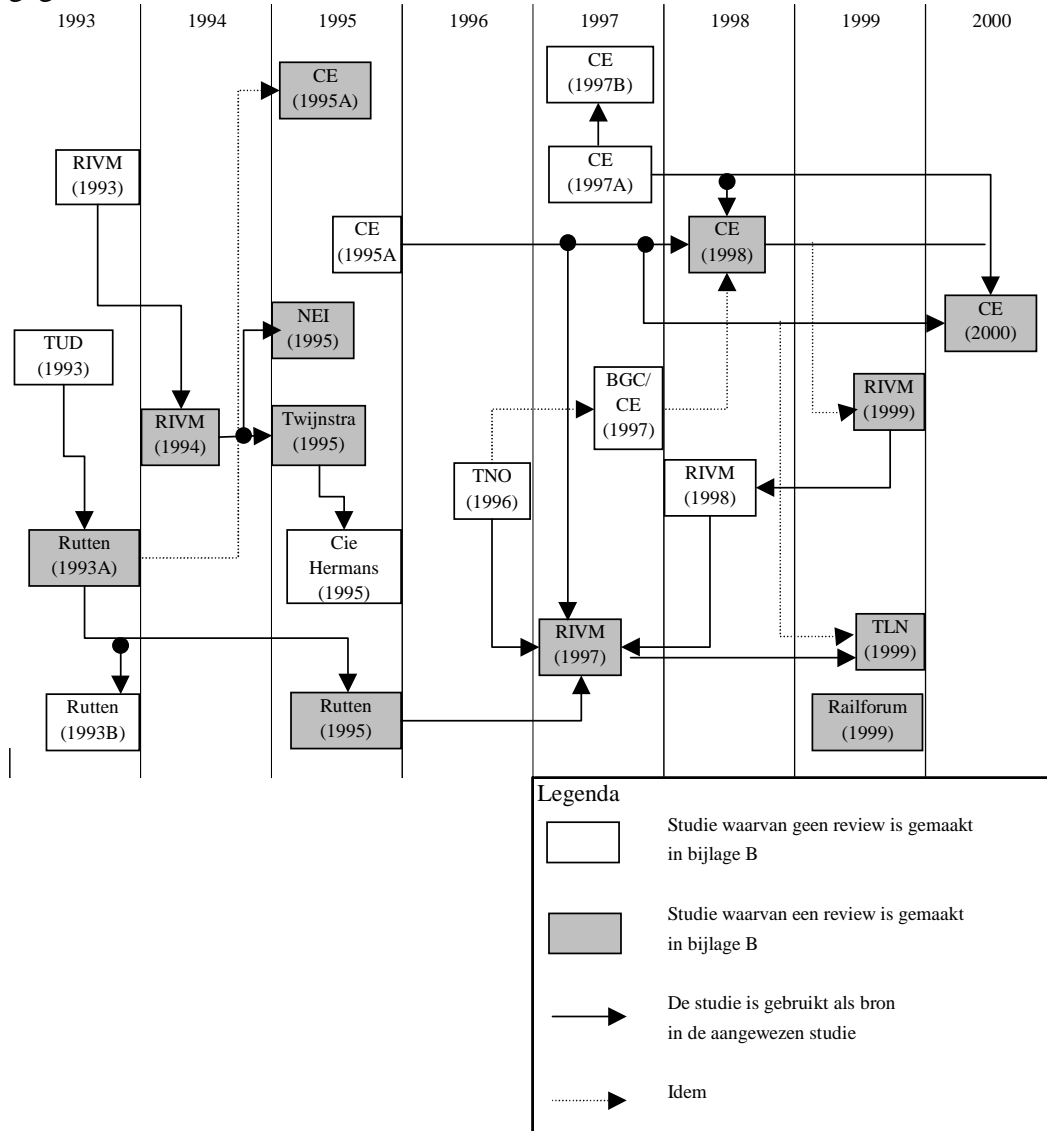 1993 1994 1995 1996 1997 1998 1999 2000
CE
(1995A)
CE
(1997B)
RIVM
(1993)
CE
(1997A)
CE
(1995A
CE
(1998)
NEI
(1995)
CE
(2000)
TUD
(1993)
BGC/
CE
(1997)
RIVM
(1999)
RIVM
(1994)
Twijnstra
(1995)
TNO
(1996)
RIVM
(1998)
Rutten
(1993A)
Cie
Hermans
(1995)
RIVM
(1997)
TLN
(1999)
Rutten
(1993B)
Rutten
(1995)
Railforum
(1999)
Legenda
Studie waarvan geen review is gemaakt
in bijlage B
Studie waarvan een review is gemaakt
in bijlage B
De studie is gebruikt als bron
in de aangewezen studie
Idem